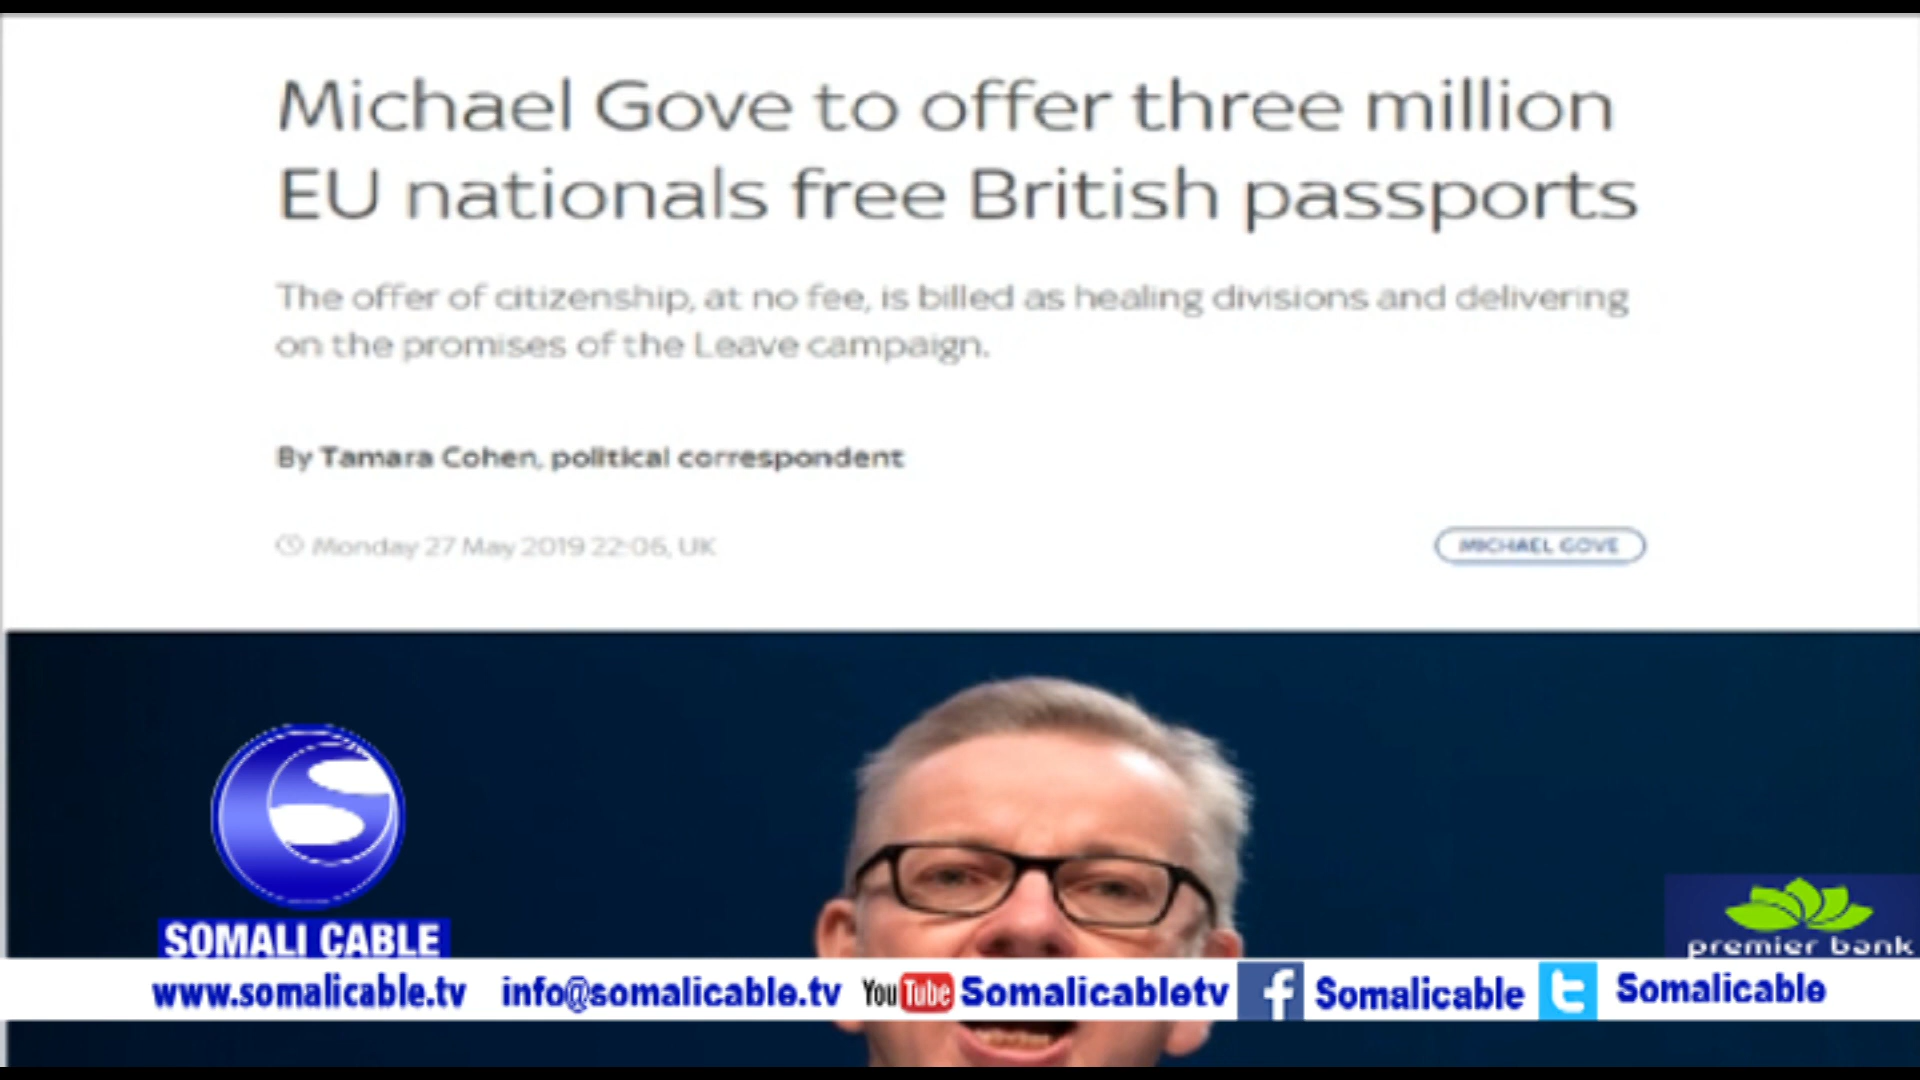 Michael Gove to offer three million
EU nationals free British passports
The offer of citizenship, at no fee, is billed as healing divisions and delivering
on the promises of the Leave campaign.
By Tamara Cohen, political correspondent
Monday 27 May 2019 22:06, UK
MICHAEL GOVE
SOMALI CABLE
premier bank
www.somalicable.tv info@somalicable.tv YouTube Somalicabletv f Somalicable t Somalicable